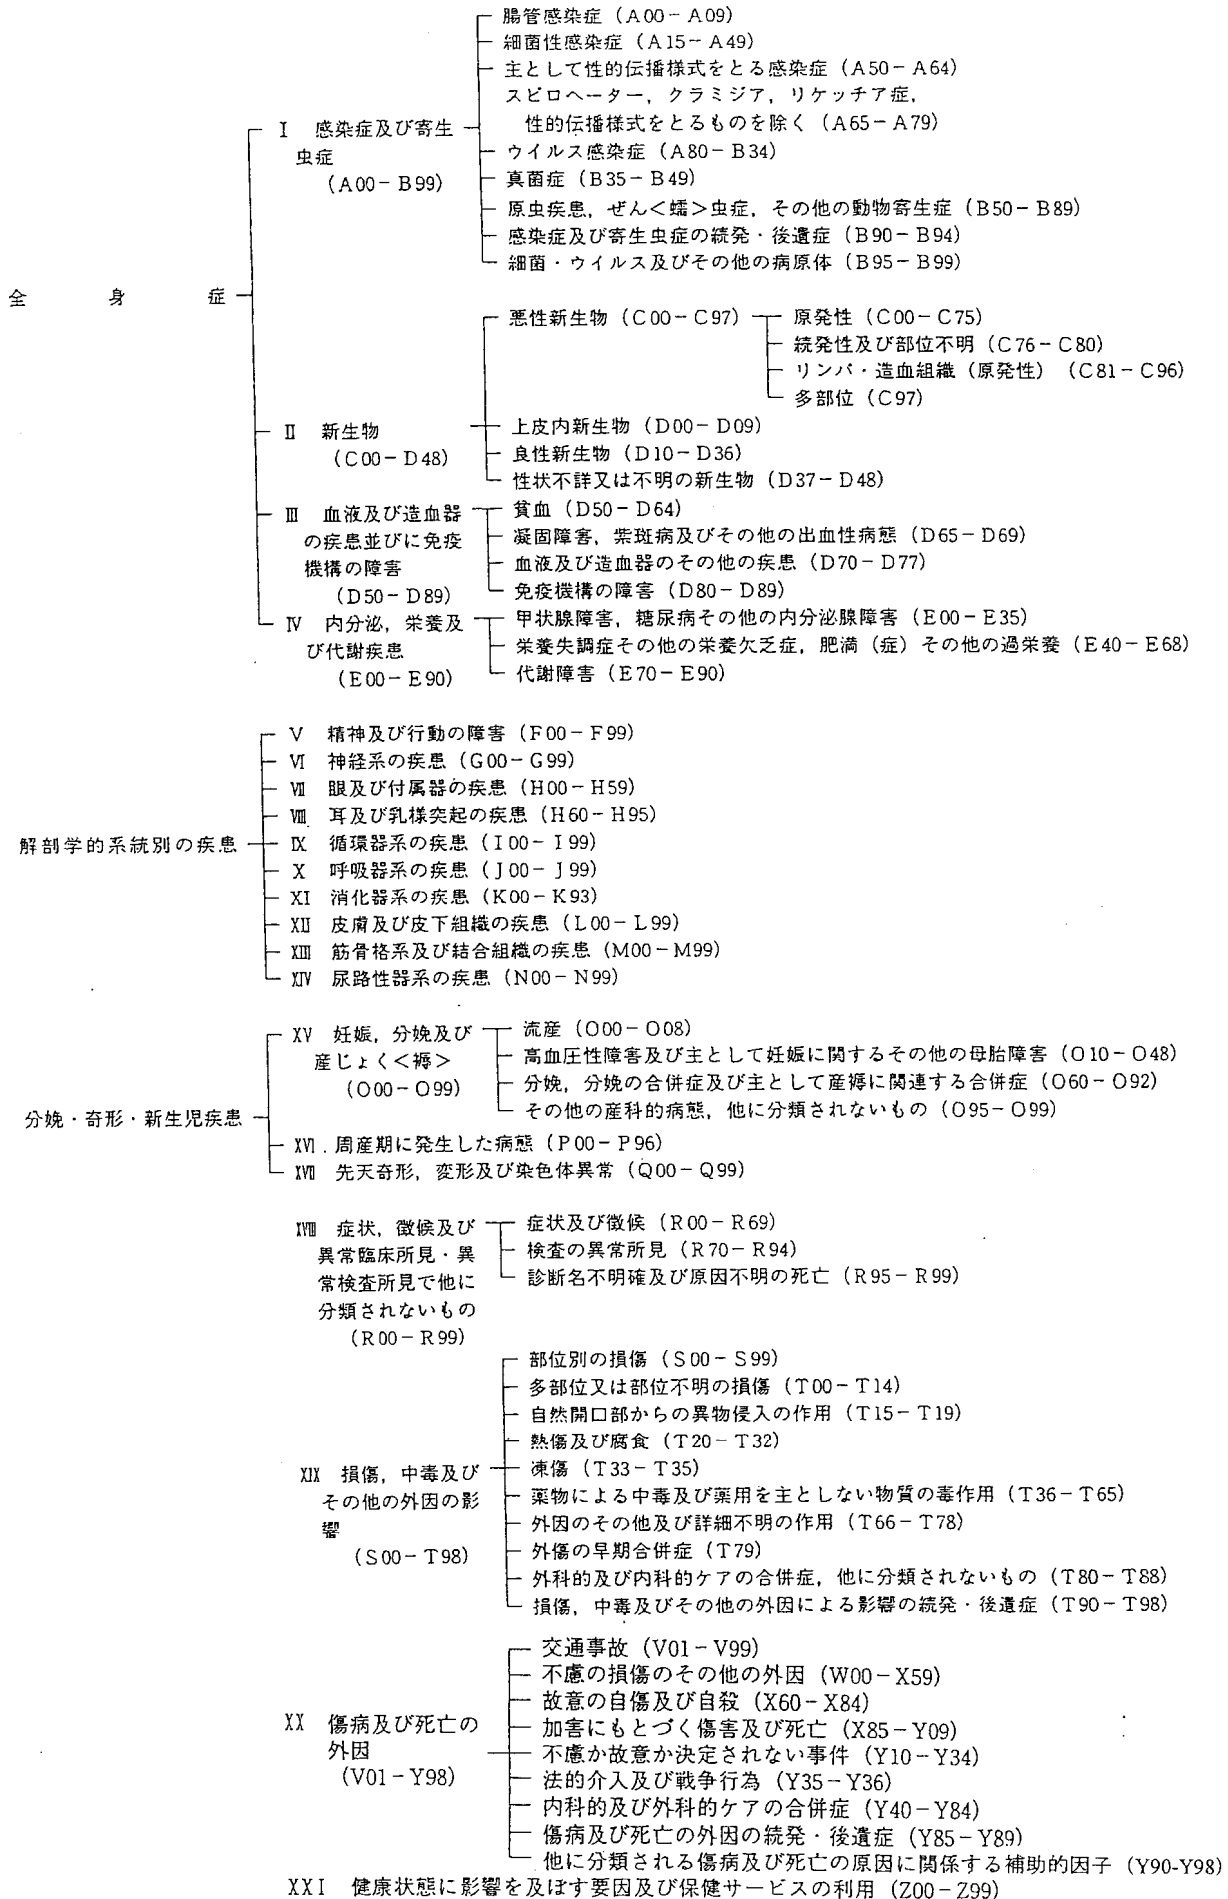 腸管感染症 (A00-A09)
細菌性感染症 (A15-A49)
主として性的伝播様式をとる感染症 (A50-A64)
スピロヘーター, クラミジア, リケッチア症,
性的伝播様式をとるものを除く (A65-A79)
I 感染症及び寄生
虫症
(A00-B99)
ウイルス感染症 (A80-B34)
真菌症 (B35-B49)
原虫疾患, ぜん<蠕>虫症, その他の動物寄生症 (B50-B89)
感染症及び寄生虫症の続発・後遺症 (B90-B94)
細菌・ウイルス及びその他の病原体 (B95-B99)
全身症
悪性新生物 (C00-C97)
原発性 (C00-C75)
続発性及び部位不明 (C76-C80)
リンパ・造血組織 (原発性) (C81-C96)
多部位 (C97)
II 新生物
(C00-D48)
上皮内新生物 (D00-D09)
良性新生物 (D10-D36)
性状不詳又は不明の新生物 (D37-D48)
III 血液及び造血器
の疾患並びに免疫
機構の障害
(D50-D89)
貧血 (D50-D64)
凝固障害, 紫斑病及びその他の出血性病態 (D65-D69)
血液及び造血器のその他の疾患 (D70-D77)
免疫機構の障害 (D80-D89)
IV 内分泌, 栄養及
び代謝疾患
(E00-E90)
甲状腺障害, 糖尿病その他の内分泌腺障害 (E00-E35)
栄養失調症その他の栄養欠乏症, 肥満 (症) その他の過栄養 (E40-E68)
代謝障害 (E70-E90)
解剖学的系統別の疾患
V 精神及び行動の障害 (F00-F99)
VI 神経系の疾患 (G00-G99)
VII 眼及び付属器の疾患 (H00-H59)
VIII 耳及び乳様突起の疾患 (H60-H95)
IX 循環器系の疾患 (I00-I99)
X 呼吸器系の疾患 (J00-J99)
XI 消化器系の疾患 (K00-K93)
XII 皮膚及び皮下組織の疾患 (L00-L99)
XIII 筋骨格系及び結合組織の疾患 (M00-M99)
XIV 尿路性器系の疾患 (N00-N99)
分娩・奇形・新生児疾患
XV 妊娠, 分娩及び
産じょく<褥>
(O00-O99)
流産 (O00-O08)
高血圧性障害及び主として妊娠に関するその他の母胎障害 (O10-O48)
分娩, 分娩の合併症及び主として産褥に関連する合併症 (O60-O92)
その他の産科的病態, 他に分類されないもの (O95-O99)
XVI. 周産期に発生した病態 (P00-P96)
XVII 先天奇形, 変形及び染色体異常 (Q00-Q99)
XVIII 症状, 徴候及び
異常臨床所見・異
常検査所見で他に
分類されないもの
(R00-R99)
症状及び徴候 (R00-R69)
検査の異常所見 (R70-R94)
診断名不明確及び原因不明の死亡 (R95-R99)
XIX 損傷, 中毒及び
その他の外因の影
響
(S00-T98)
部位別の損傷 (S00-S99)
多部位又は部位不明の損傷 (T00-T14)
自然開口部からの異物侵入の作用 (T15-T19)
熱傷及び腐食 (T20-T32)
凍傷 (T33-T35)
薬物による中毒及び薬用を主としない物質の毒作用 (T36-T65)
外因のその他及び詳細不明の作用 (T66-T78)
外傷の早期合併症 (T79)
外科的及び内科的ケアの合併症, 他に分類されないもの (T80-T88)
損傷, 中毒及びその他の外因による影響の続発・後遺症 (T90-T98)
XX 傷病及び死亡の
外因
(V01-Y98)
交通事故 (V01-V99)
不慮の損傷のその他の外因 (W00-X59)
故意の自傷及び自殺 (X60-X84)
加害にもとづく傷害及び死亡 (X85-Y09)
不慮か故意か決定されない事件 (Y10-Y34)
法的介入及び戦争行為 (Y35-Y36)
内科的及び外科的ケアの合併症 (Y40-Y84)
傷病及び死亡の外因の続発・後遺症 (Y85-Y89)
他に分類される傷病及び死亡の原因に関係する補助的因子 (Y90-Y98)
XXI 健康状態に影響を及ぼす要因及び保健サービスの利用 (Z00-Z99)